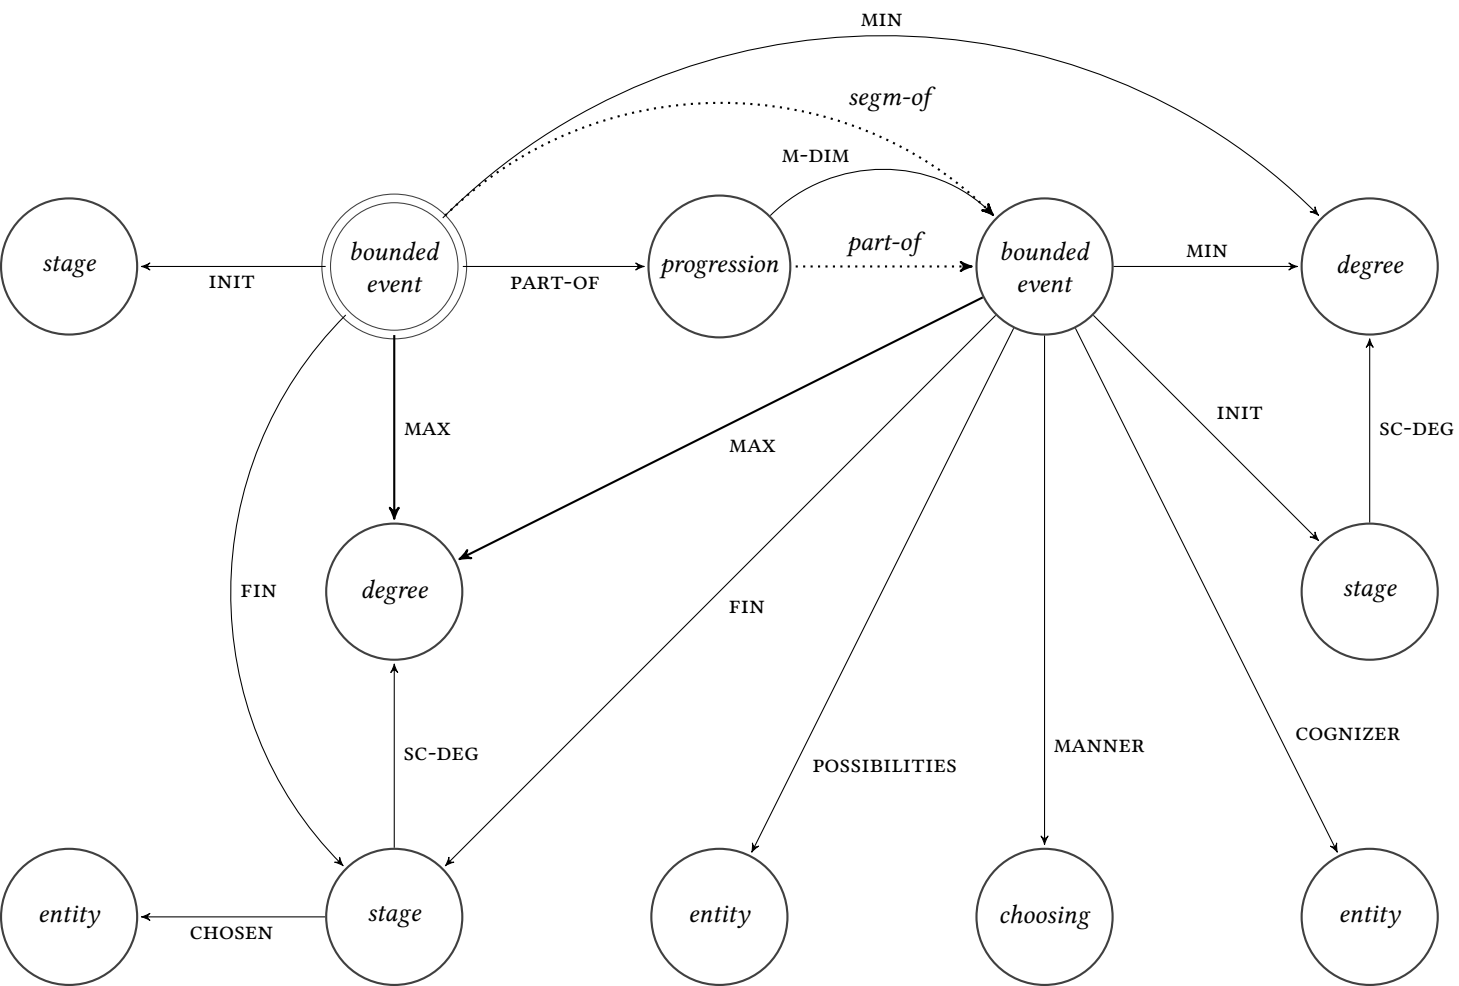 MIN
segm-of
M-DIM
stage
INIT
bounded
event
PART-OF
progression
part-of
bounded
event
MIN
degree
MAX
MAX
INIT
SC-DEG
FIN
degree
FIN
stage
SC-DEG
POSSIBILITIES
MANNER
COGNIZER
entity
CHOSEN
stage
entity
choosing
entity